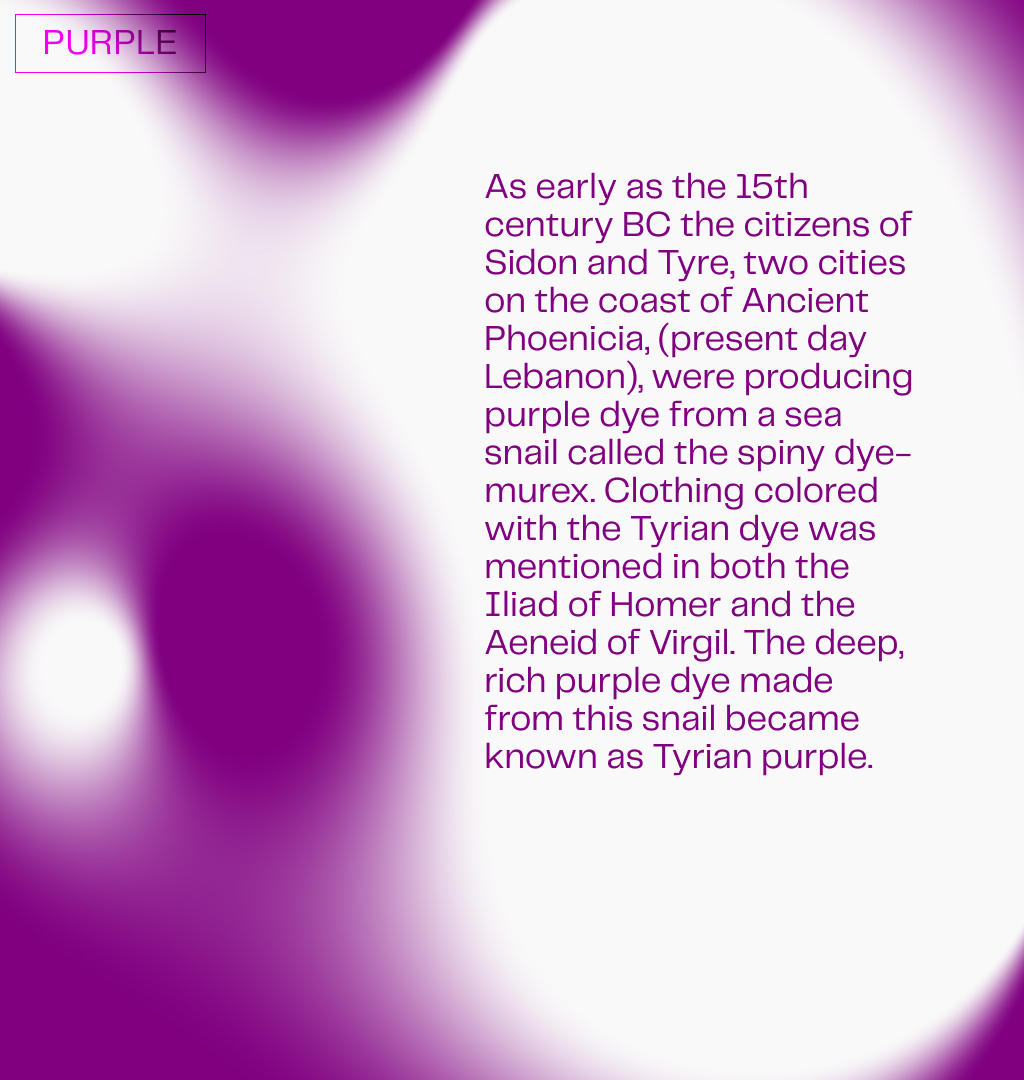 PURPLE
As early as the 15th
century BC the citizens of
Sidon and Tyre, two cities
on the coast of Ancient
Phoenicia, (present day
Lebanon), were producing
purple dye from a sea
snail called the spiny dye-
murex. Clothing colored
with the Tyrian dye was
mentioned in both the
Iliad of Homer and the
Aeneid of Virgil. The deep,
rich purple dye made
from this snail became
known as Tyrian purple.